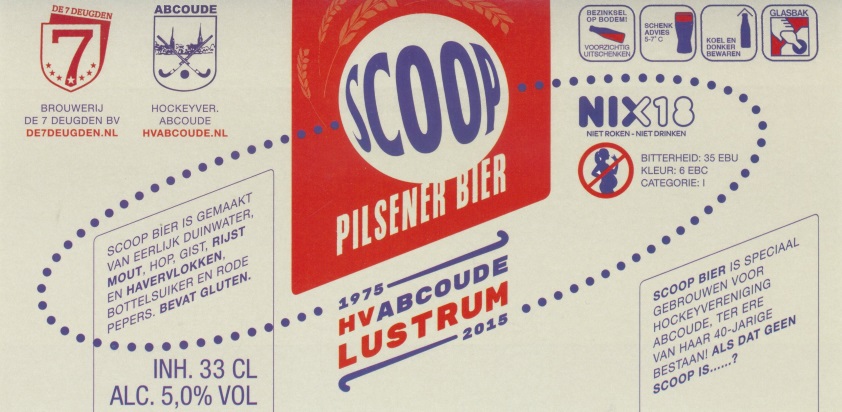 DE 7 DEUGDEN
7
BROUWERIJ
DE 7 DEUGDEN BV
DE7DEUGDEN.NL
ABCOUDE
HOCKEYVER.
ABCOUDE
HVABCOUDE.NL
SCOOP
PILSENER BIER
BEZINKSEL
OP BODEM!
VOORZICHTIG
UITSCHENKEN
SCHENK
ADVIES
5-7° C
KOEL EN
DONKER
BEWAREN
GLASBAK
NIX18
NIET ROKEN - NIET DRINKEN
BITTERHEID: 35 EBU
KLEUR: 6 EBC
CATEGORIE: I
SCOOP BIER IS GEMAAKT
VAN EERLIJK DUINWATER,
MOUT, HOP, GIST, RIJST
EN HAVERVLOKKEN,
BOTTELSUIKER EN RODE
PEPERS. BEVAT GLUTEN.
INH. 33 CL
ALC. 5,0% VOL
1975
HVABCOUDE
LUSTRUM
2015
SCOOP BIER IS SPECIAAL
GEBROUWEN VOOR
HOCKEYVERENIGING
ABCOUDE, TER ERE
VAN HAAR 40-JARIGE
BESTAAN! ALS DAT GEEN
SCOOP IS......?